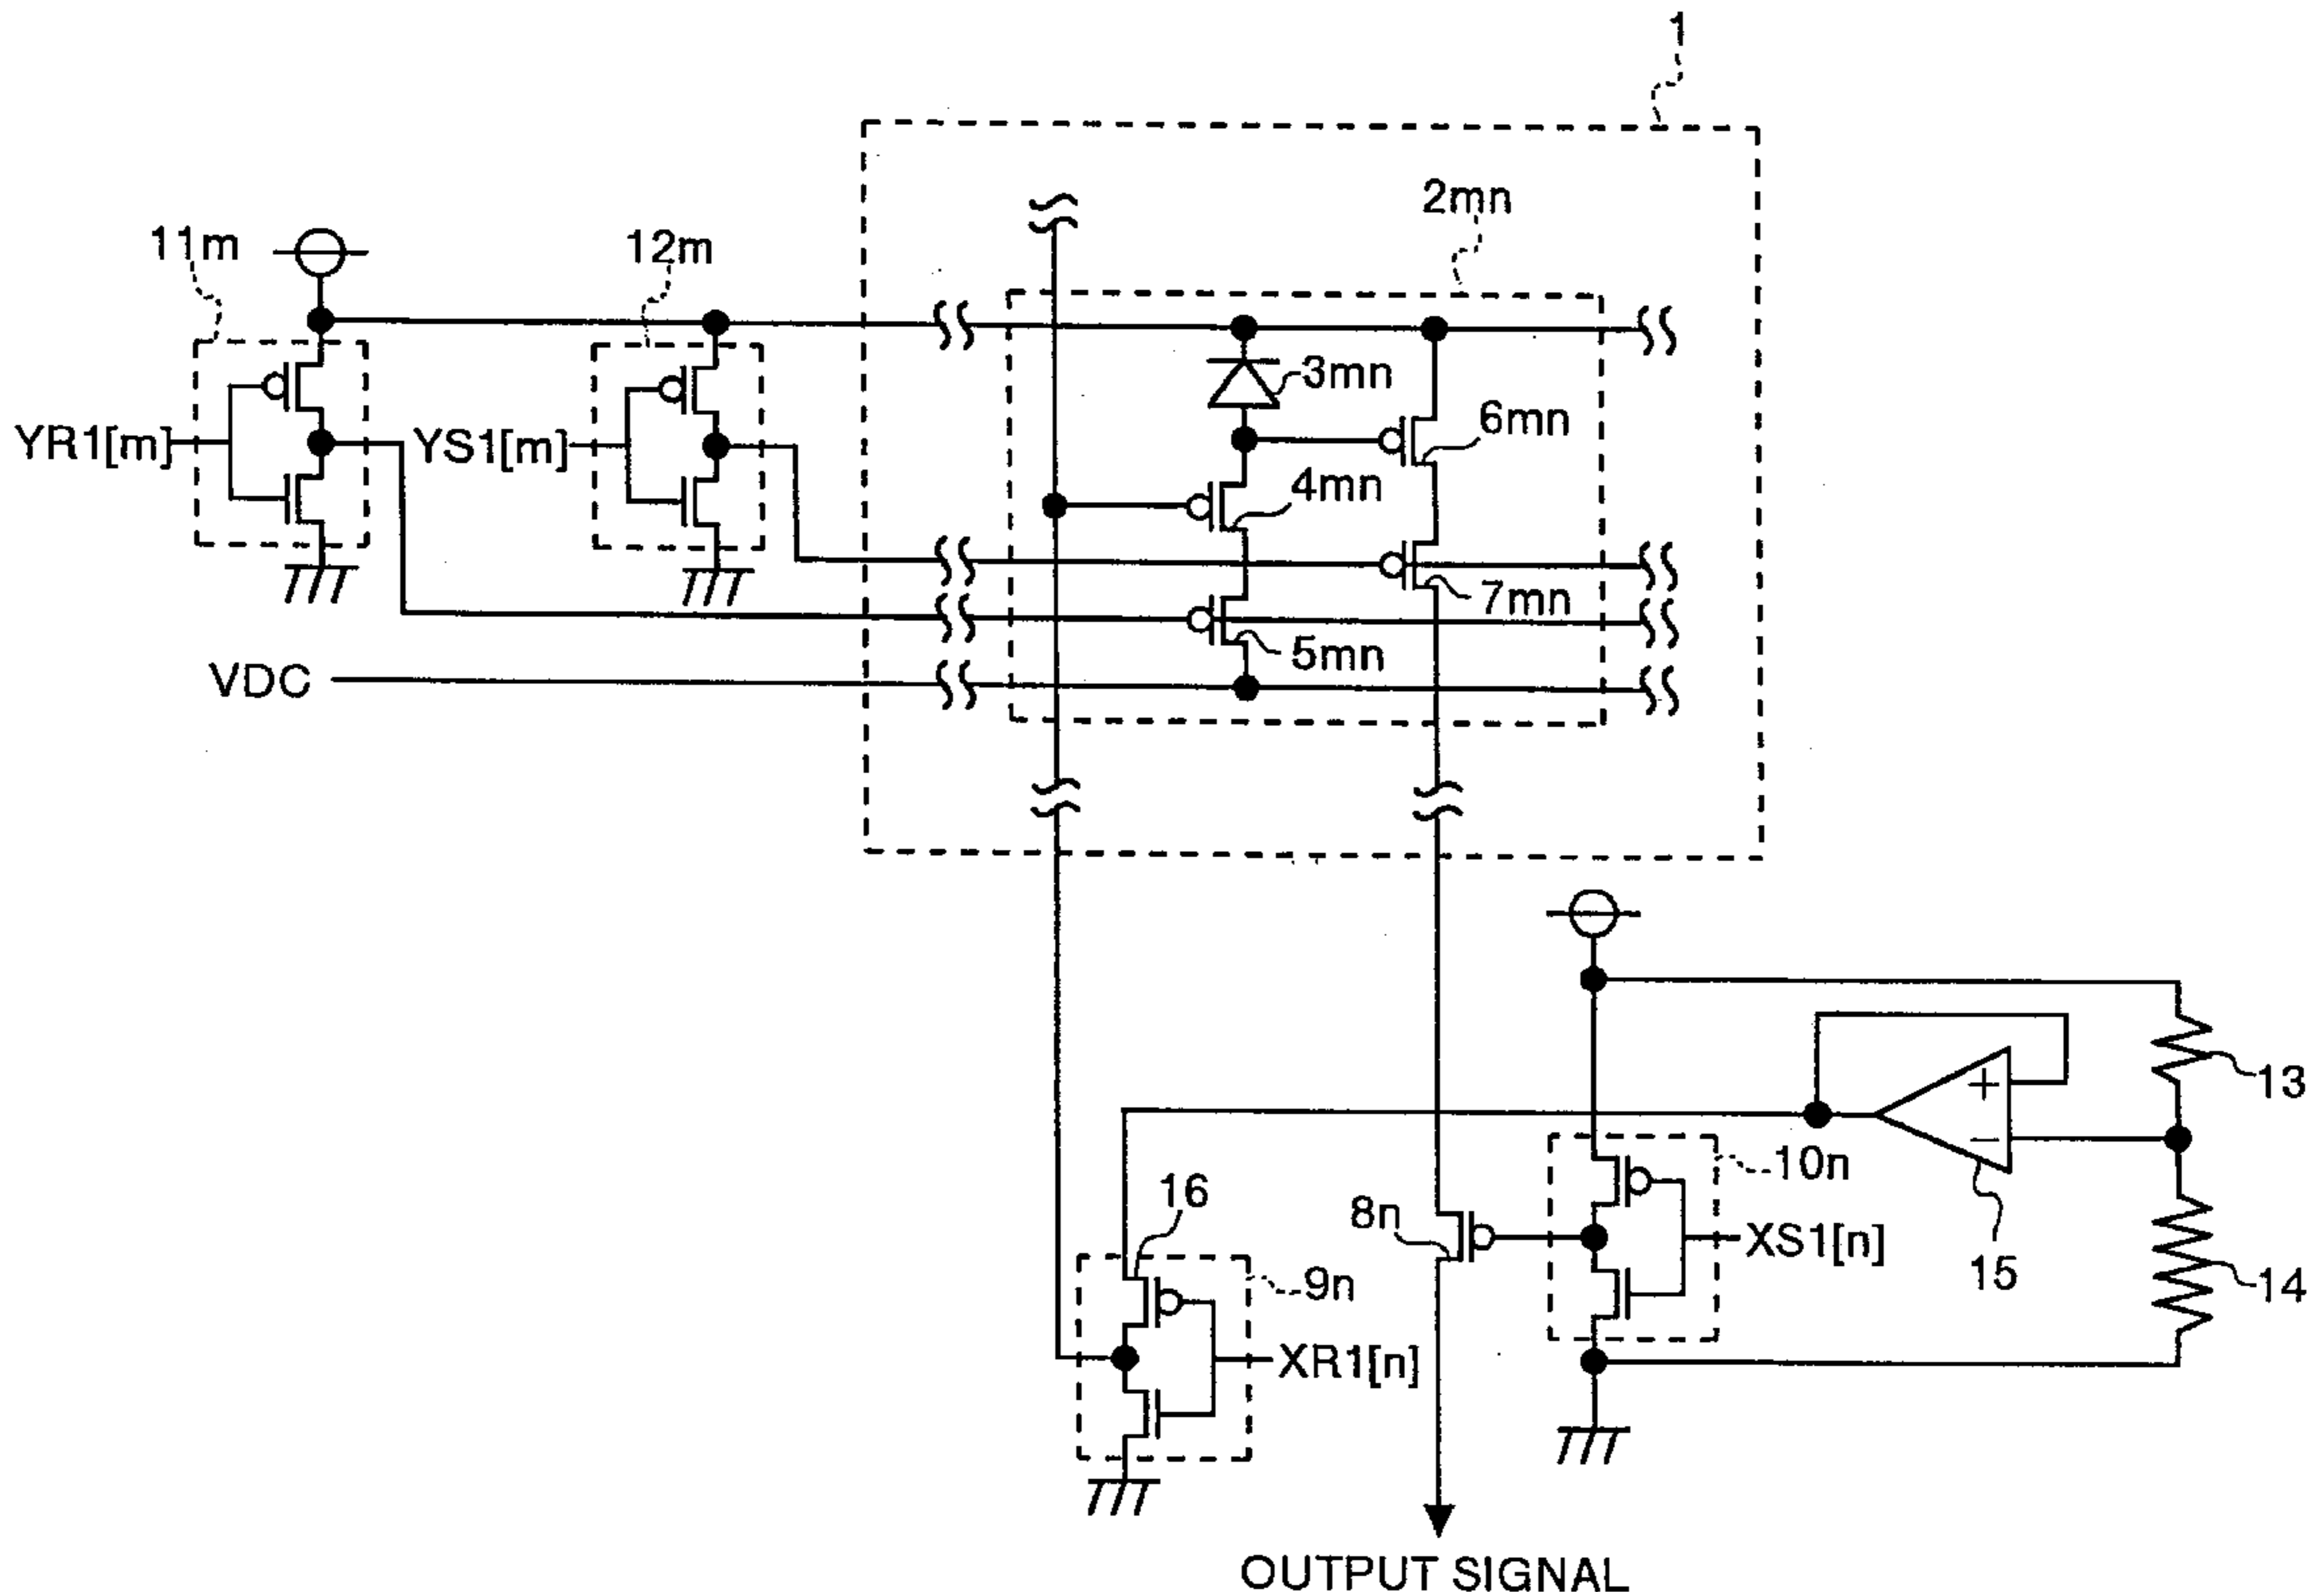 1
2mn
11m
12m
3mn
6mn
YR1[m]
YS1[m]
4mn
7mn
5mn
VDC
+
13
−
10n
16
8n
XS1[n]
15
14
9n
XR1[n]
OUTPUT SIGNAL